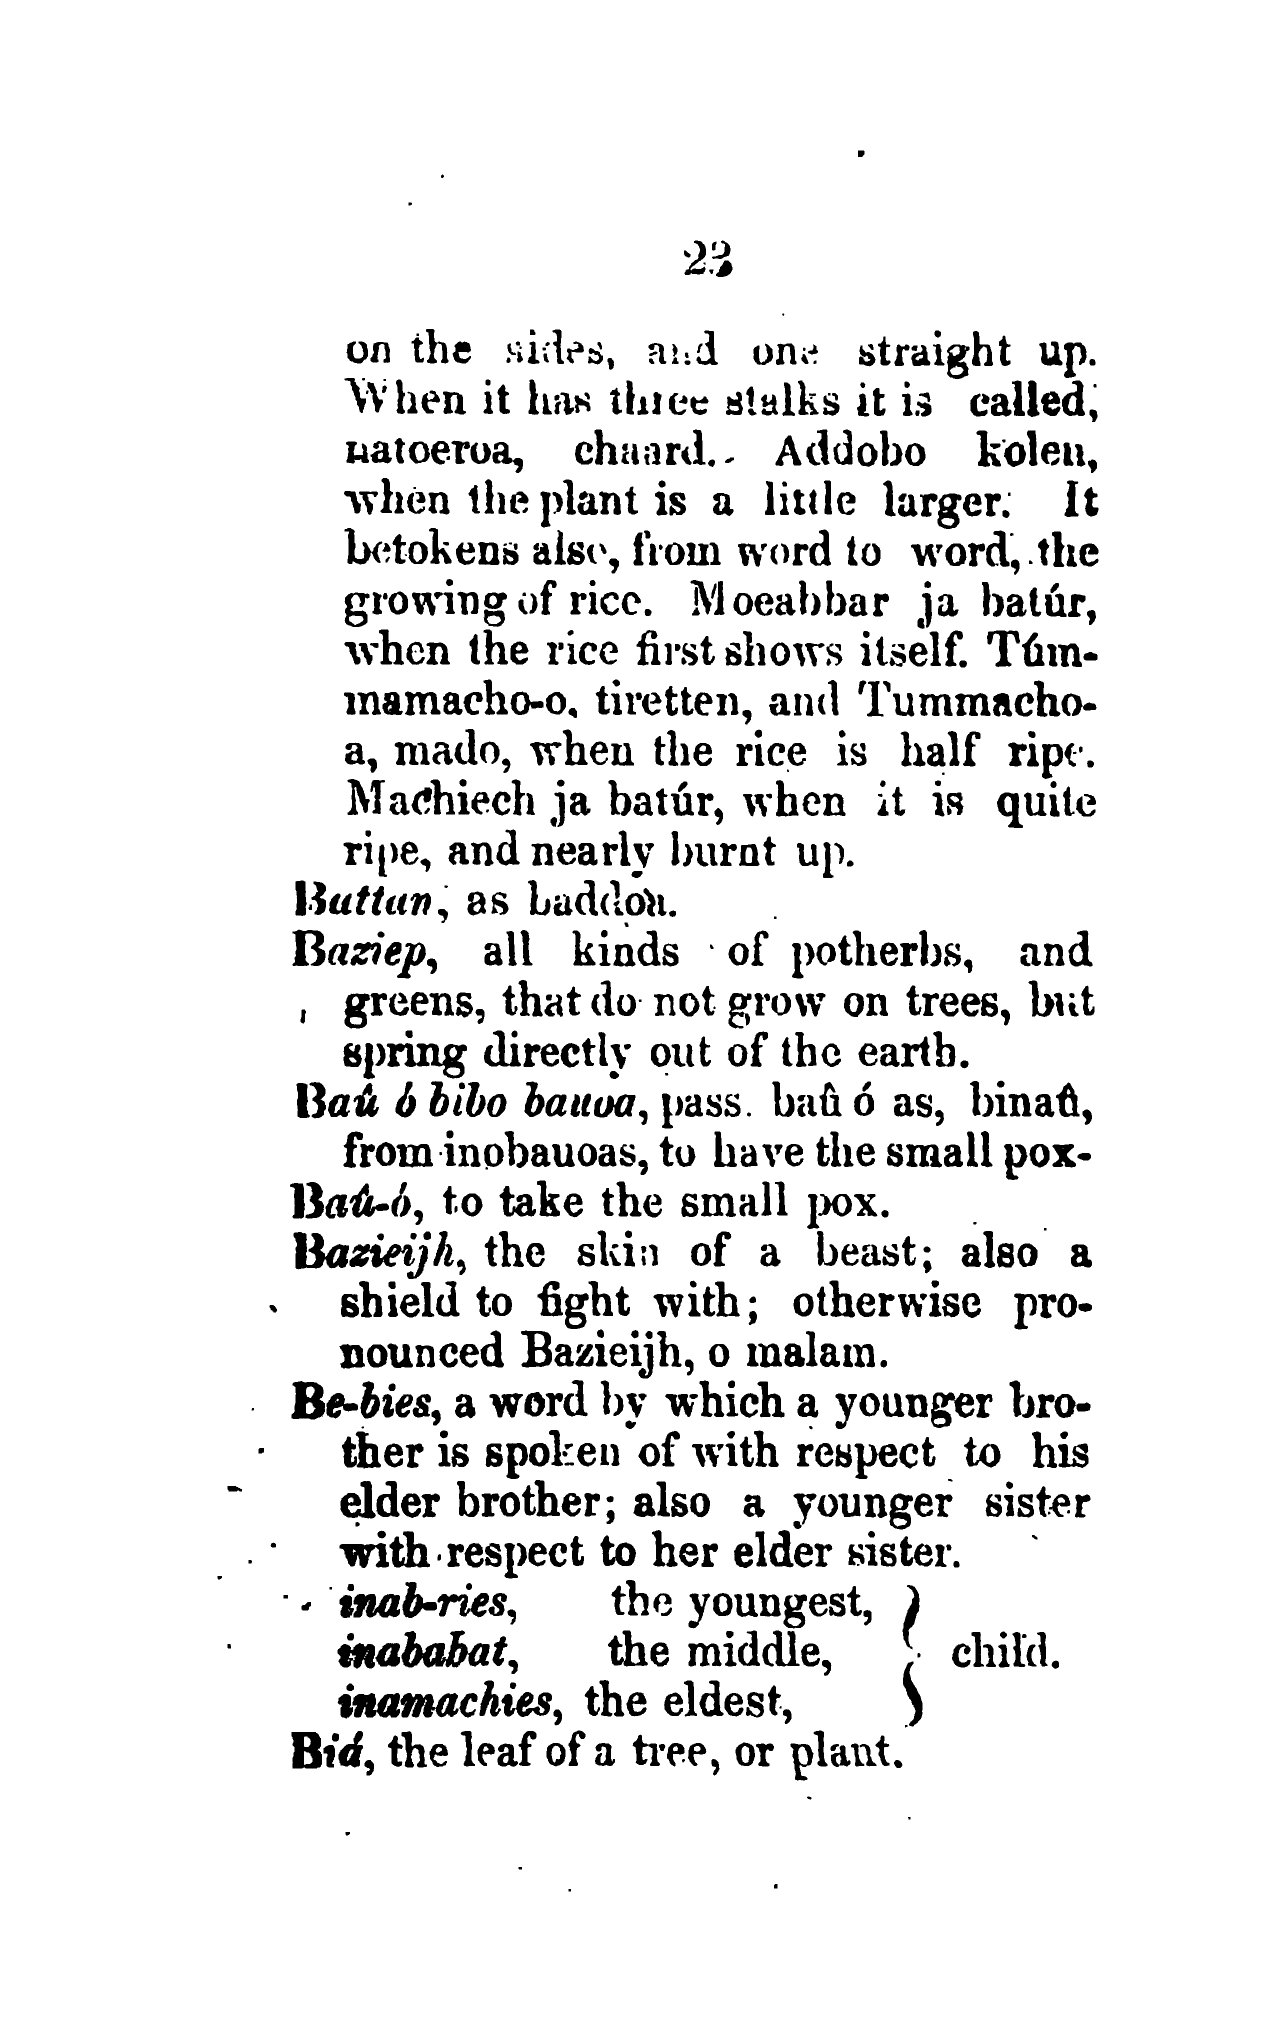 23
on the sides, and one straight up.
When it has three stalks it is called,
natoeroa, chaard. Addobo kolen,
when the plant is a little larger. It
betokens also, from word to word, the
growing of rice. Moeabbar ja batúr,
when the rice first shows itself. Túm-
mamacho-o, tiretten, and Tummacho-
a, mado, when the rice is half ripe.
Machiech ja batúr, when it is quite
ripe, and nearly burnt up.
Battan, as baddon.
Baziep, all kinds of potherbs, and
greens, that do not grow on trees, but
spring directly out of the earth.
Baû ó bibo bauoa, pass. baû ó as, binaû,
from inobauoas, to have the small pox-
Baû-ó, to take the small pox.
Bazieijh, the skin of a beast; also a
shield to fight with; otherwise pro-
nounced Bazieijh, o malam.
Be-bies, a word by which a younger bro-
ther is spoken of with respect to his
elder brother; also a younger sister
with respect to her elder sister.
inab-ries, the youngest, }
inababat, the middle, } child.
inamachies, the eldest, }
Bid, the leaf of a tree, or plant.